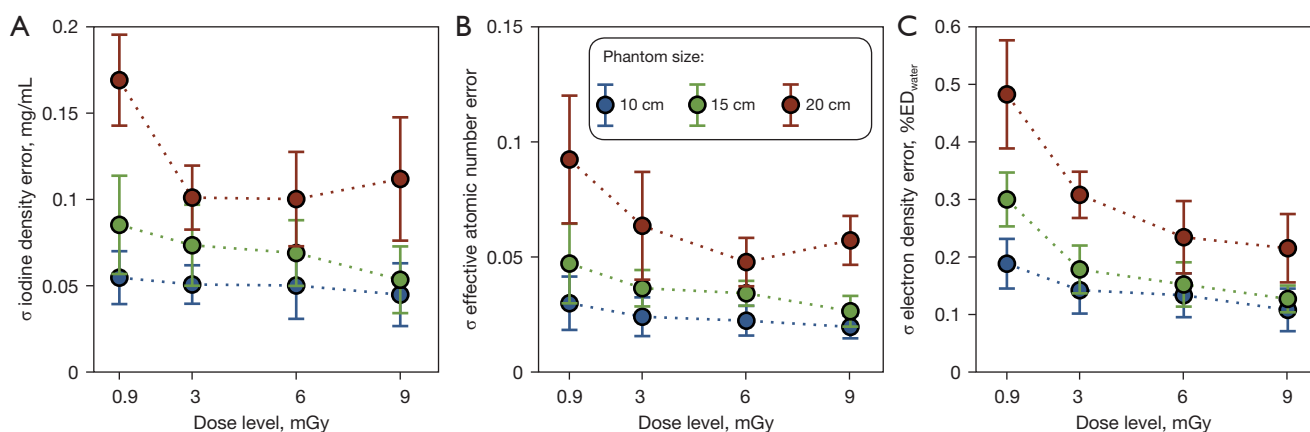 A
σ iodine density error, mg/mL
0.2
0.15
0.1
0.05
0
0.9
3
6
9
Dose level, mGy
B
σ effective atomic number error
0.15
0.1
0.05
0
Phantom size:
10 cm
15 cm
20 cm
0.9
3
6
9
Dose level, mGy
C
σ electron density error, %EDwater
0.6
0.5
0.4
0.3
0.2
0.1
0
0.9
3
6
9
Dose level, mGy